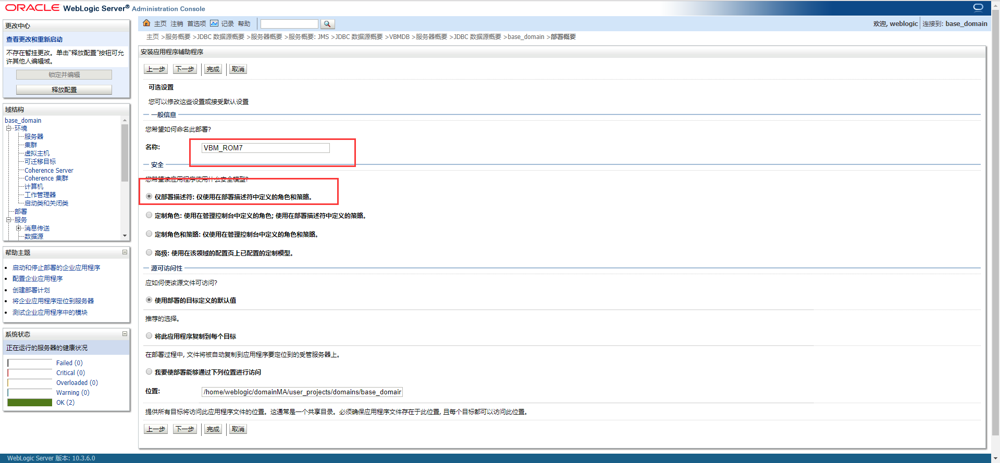 ORACLE WebLogic Server® Administration Console
更改中心
查看更改和重新启动
不存在暂挂更改。单击“释放配置”按钮可允
许其他人编辑域。
锁定并编辑
释放配置
域结构
base_domain
环境
服务器
集群
虚拟主机
可迁移目标
Coherence Server
Coherence 集群
计算机
工作管理器
启动类和关闭类
部署
服务
消息传送
数据源
帮助主题
启动和停止部署的企业应用程序
配置企业应用程序
创建部署计划
将企业应用程序定位到服务器
测试企业应用程序中的模块
系统状态
正在运行的服务器的健康状况
Failed (0)
Critical (0)
Overloaded (0)
Warning (0)
OK (2)
主页 注销 首选项 记录 帮助
欢迎, weblogic 连接到: base_domain
主页 >服务概要 >JDBC 数据源概要 >服务器概要 >服务概要: JMS >JDBC 数据源概要 >VBMDB >服务器概要 >JDBC 数据源概要 >base_domain >部署概要
安装应用程序辅助程序
上一步 下一步 完成 取消
可选设置
您可以修改这些设置或接受默认设置
一般信息
您希望如何命名此部署?
名称: VBM_ROM7
安全
您希望该应用程序使用什么安全模型?
仅部署描述符: 仅使用在部署描述符中定义的角色和策略。
定制角色: 使用在管理控制台中定义的角色; 使用在部署描述符中定义的策略。
定制角色和策略: 仅使用在管理控制台中定义的角色和策略。
高级: 使用在该领域的配置页上已配置的定制模型。
源可访问性
应如何使该源文件可访问?
使用部署的目标定义的默认值
推荐的选择。
将此应用程序复制到每个目标
在部署过程中, 文件将被自动复制到应用程序要定位到的受管服务器上。
我要使部署能够通过下列位置进行访问
位置: /home/weblogic/domainMA/user_projects/domains/base_domair
提供所有目标将访问此应用程序文件的位置。这通常是一个共享目录。必须确保应用程序文件存在于此位置, 且每个目标都可以访问此位置。
上一步 下一步 完成 取消
WebLogic Server 版本: 10.3.6.0